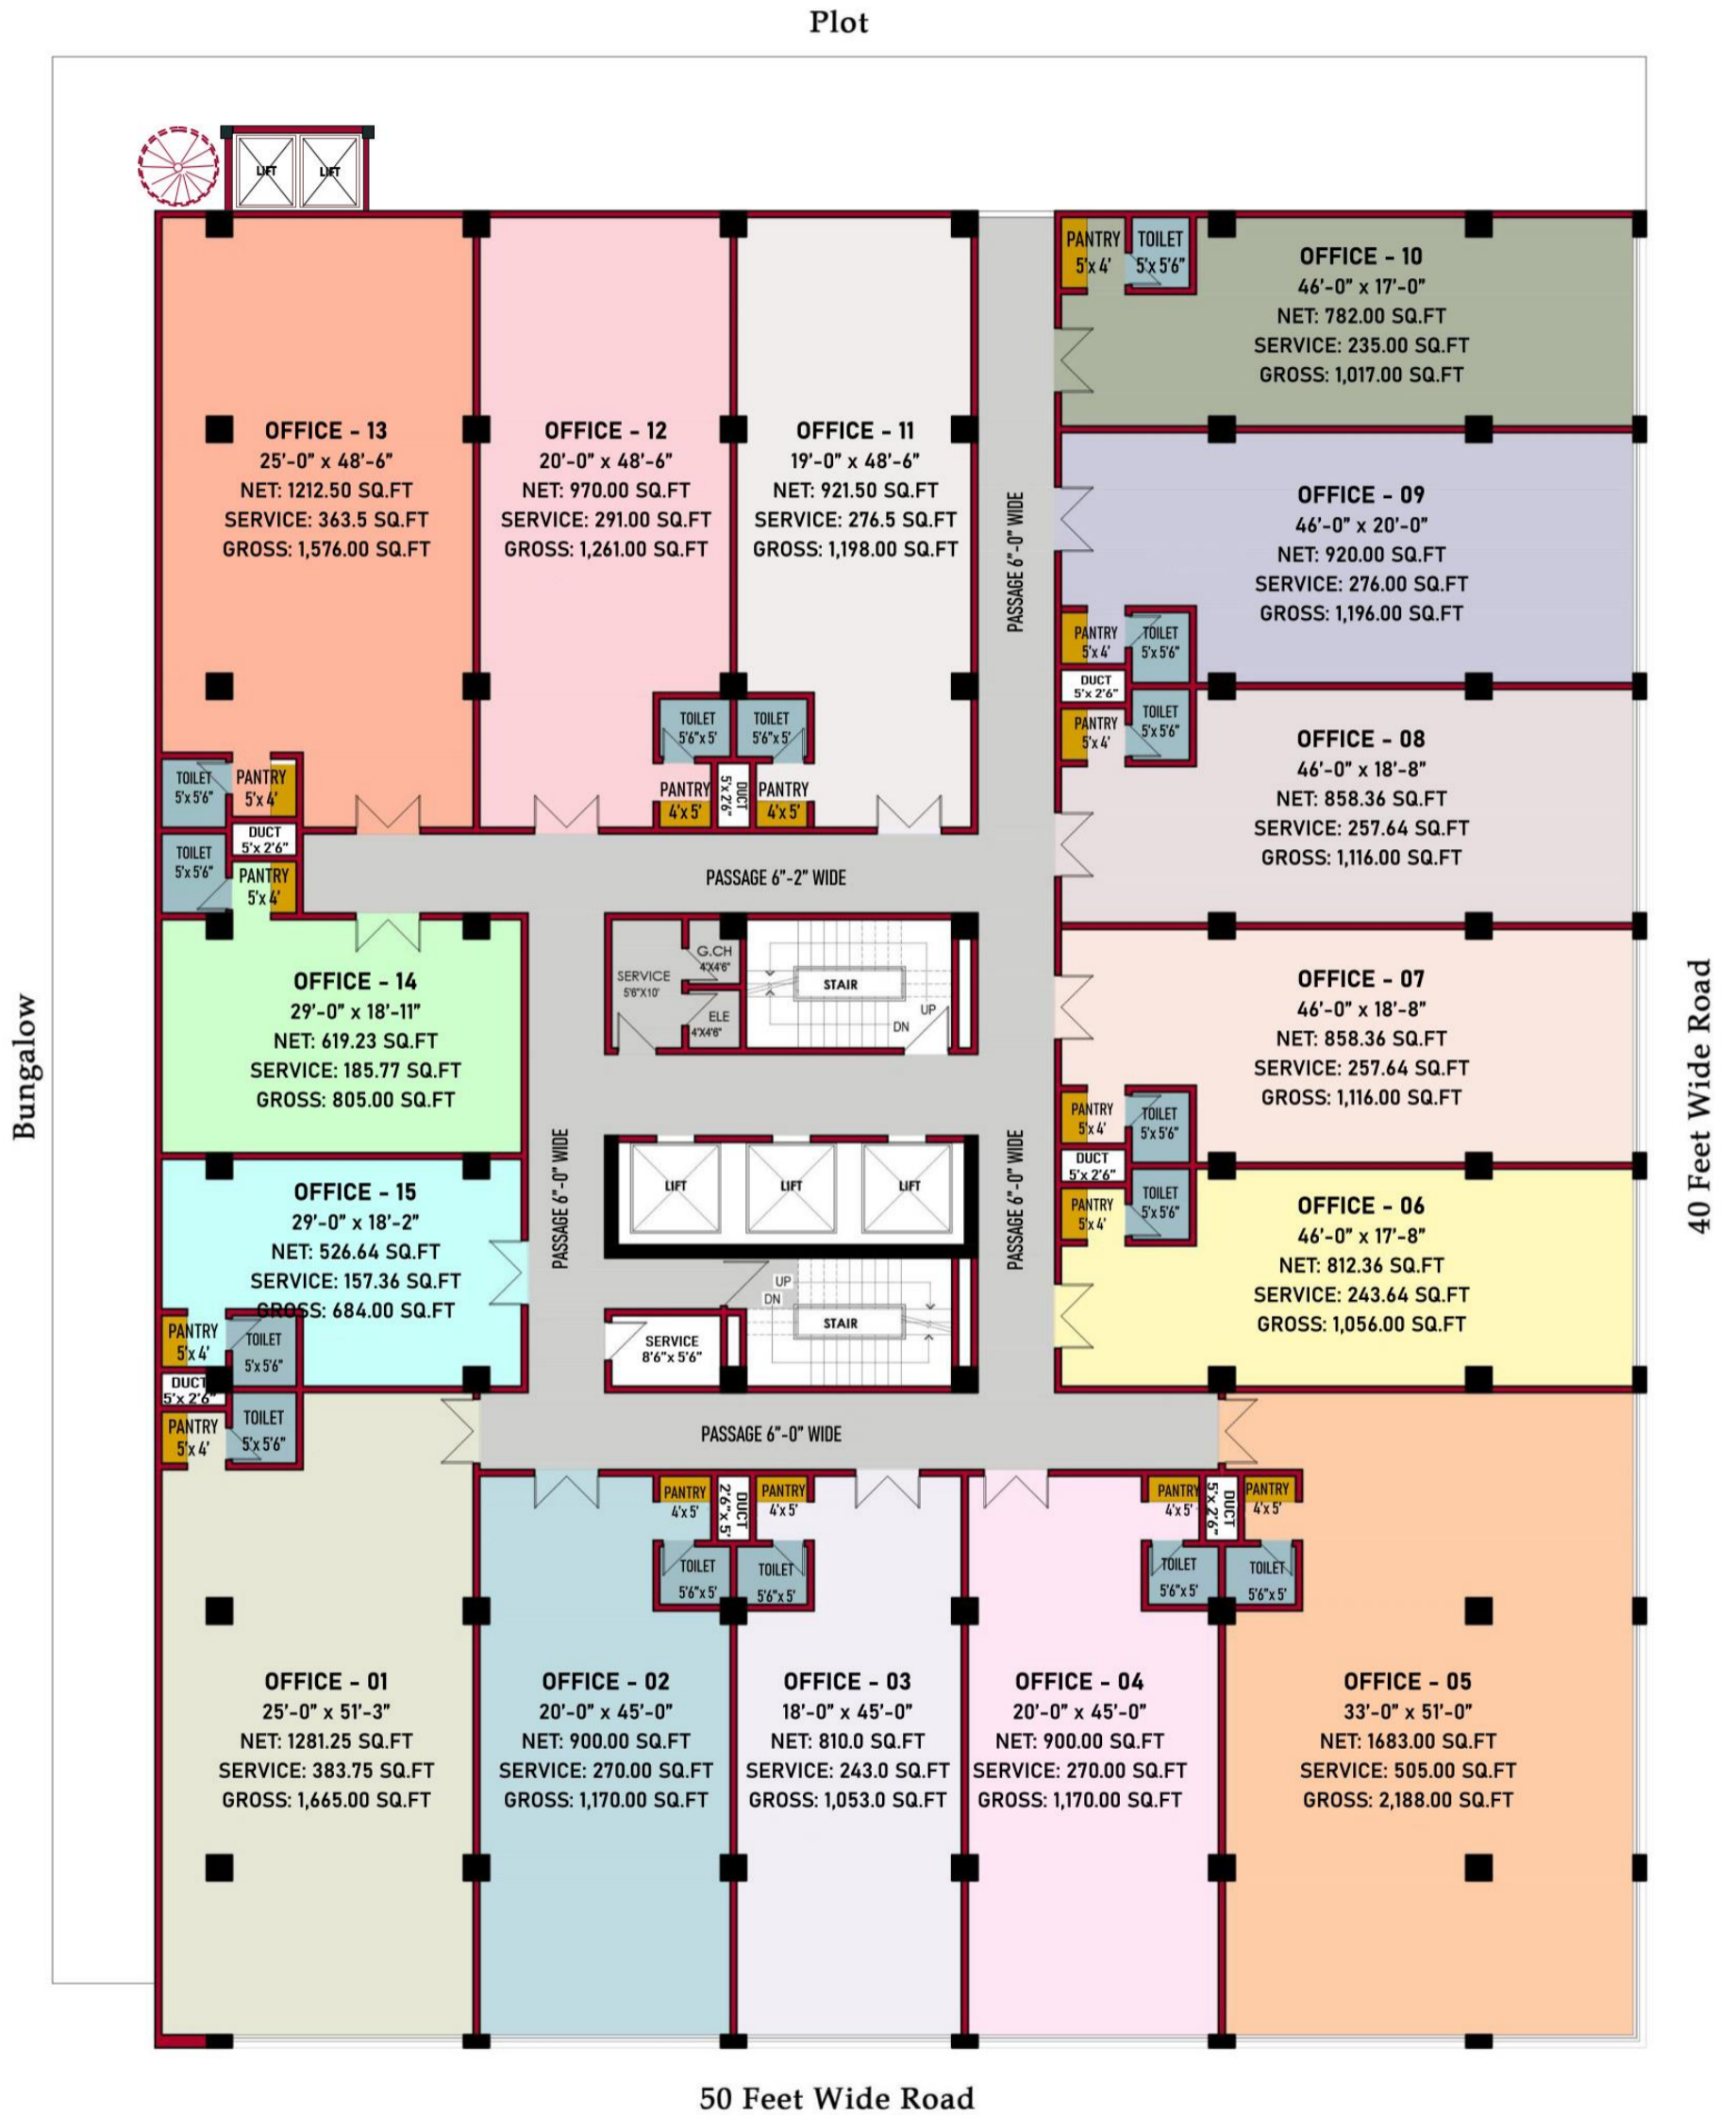 Plot
LIFT
LIFT
PANTRY
5'x 4'
TOILET
5'x 5'6"
OFFICE - 10
46'-0" x 17'-0"
NET: 782.00 SQ.FT
SERVICE: 235.00 SQ.FT
GROSS: 1,017.00 SQ.FT
OFFICE - 13
25'-0" x 48'-6"
NET: 1212.50 SQ.FT
SERVICE: 363.5 SQ.FT
GROSS: 1,576.00 SQ.FT
OFFICE - 12
20'-0" x 48'-6"
NET: 970.00 SQ.FT
SERVICE: 291.00 SQ.FT
GROSS: 1,261.00 SQ.FT
OFFICE - 11
19'-0" x 48'-6"
NET: 921.50 SQ.FT
SERVICE: 276.5 SQ.FT
GROSS: 1,198.00 SQ.FT
PASSAGE 6"-0" WIDE
OFFICE - 09
46'-0" x 20'-0"
NET: 920.00 SQ.FT
SERVICE: 276.00 SQ.FT
GROSS: 1,196.00 SQ.FT
PANTRY
5'x 4'
TOILET
5'x 5'6"
DUCT
5'x 2'6"
PANTRY
5'x 4'
TOILET
5'x 5'6"
OFFICE - 08
46'-0" x 18'-8"
NET: 858.36 SQ.FT
SERVICE: 257.64 SQ.FT
GROSS: 1,116.00 SQ.FT
TOILET
5'6"x 5'
TOILET
5'6"x 5'
PANTRY
4'x 5'
DUCT
5'x 2'6"
PANTRY
4'x 5'
TOILET
5'x 5'6"
PANTRY
5'x 4'
DUCT
5'x 2'6"
TOILET
5'x 5'6"
PANTRY
5'x 4'
PASSAGE 6"-2" WIDE
OFFICE - 14
29'-0" x 18'-11"
NET: 619.23 SQ.FT
SERVICE: 185.77 SQ.FT
GROSS: 805.00 SQ.FT
SERVICE
5'6"X10'
G.CH
4'X4'6"
ELE
4'X4'6"
STAIR
UP
DN
OFFICE - 07
46'-0" x 18'-8"
NET: 858.36 SQ.FT
SERVICE: 257.64 SQ.FT
GROSS: 1,116.00 SQ.FT
PANTRY
5'x 4'
TOILET
5'x 5'6"
DUCT
5'x 2'6"
PANTRY
5'x 4'
TOILET
5'x 5'6"
Bungalow
40 Feet Wide Road
PASSAGE 6"-0" WIDE
LIFT
LIFT
LIFT
PASSAGE 6"-0" WIDE
OFFICE - 15
29'-0" x 18'-2"
NET: 526.64 SQ.FT
SERVICE: 157.36 SQ.FT
GROSS: 684.00 SQ.FT
OFFICE - 06
46'-0" x 17'-8"
NET: 812.36 SQ.FT
SERVICE: 243.64 SQ.FT
GROSS: 1,056.00 SQ.FT
UP
DN
STAIR
SERVICE
8'6"x 5'6"
PANTRY
5'x 4'
TOILET
5'x 5'6"
DUCT
5'x 2'6"
PANTRY
5'x 4'
TOILET
5'x 5'6"
PASSAGE 6"-0" WIDE
PANTRY
4'x 5'
DUCT
2'6"x 5'
PANTRY
4'x 5'
TOILET
5'6"x 5'
TOILET
5'6"x 5'
PANTRY
4'x 5'
DUCT
5'x 2'6"
PANTRY
4'x 5'
TOILET
5'6"x 5'
TOILET
5'6"x 5'
OFFICE - 01
25'-0" x 51'-3"
NET: 1281.25 SQ.FT
SERVICE: 383.75 SQ.FT
GROSS: 1,665.00 SQ.FT
OFFICE - 02
20'-0" x 45'-0"
NET: 900.00 SQ.FT
SERVICE: 270.00 SQ.FT
GROSS: 1,170.00 SQ.FT
OFFICE - 03
18'-0" x 45'-0"
NET: 810.0 SQ.FT
SERVICE: 243.0 SQ.FT
GROSS: 1,053.0 SQ.FT
OFFICE - 04
20'-0" x 45'-0"
NET: 900.00 SQ.FT
SERVICE: 270.00 SQ.FT
GROSS: 1,170.00 SQ.FT
OFFICE - 05
33'-0" x 51'-0"
NET: 1683.00 SQ.FT
SERVICE: 505.00 SQ.FT
GROSS: 2,188.00 SQ.FT
50 Feet Wide Road